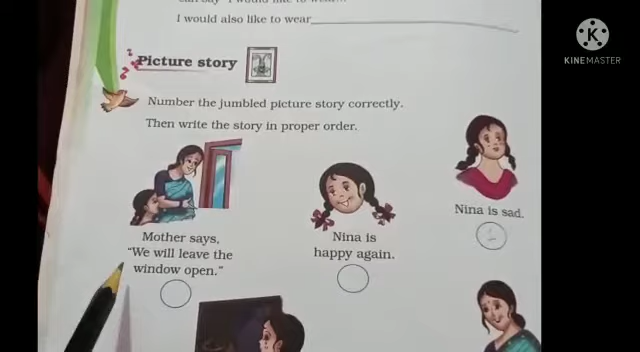 I would also like to wear
Picture story
Number the jumbled picture story correctly.
Then write the story in proper order.
Mother says,
"We will leave the
window open."
Nina is
happy again.
Nina is sad.
1
K
KINEMASTER